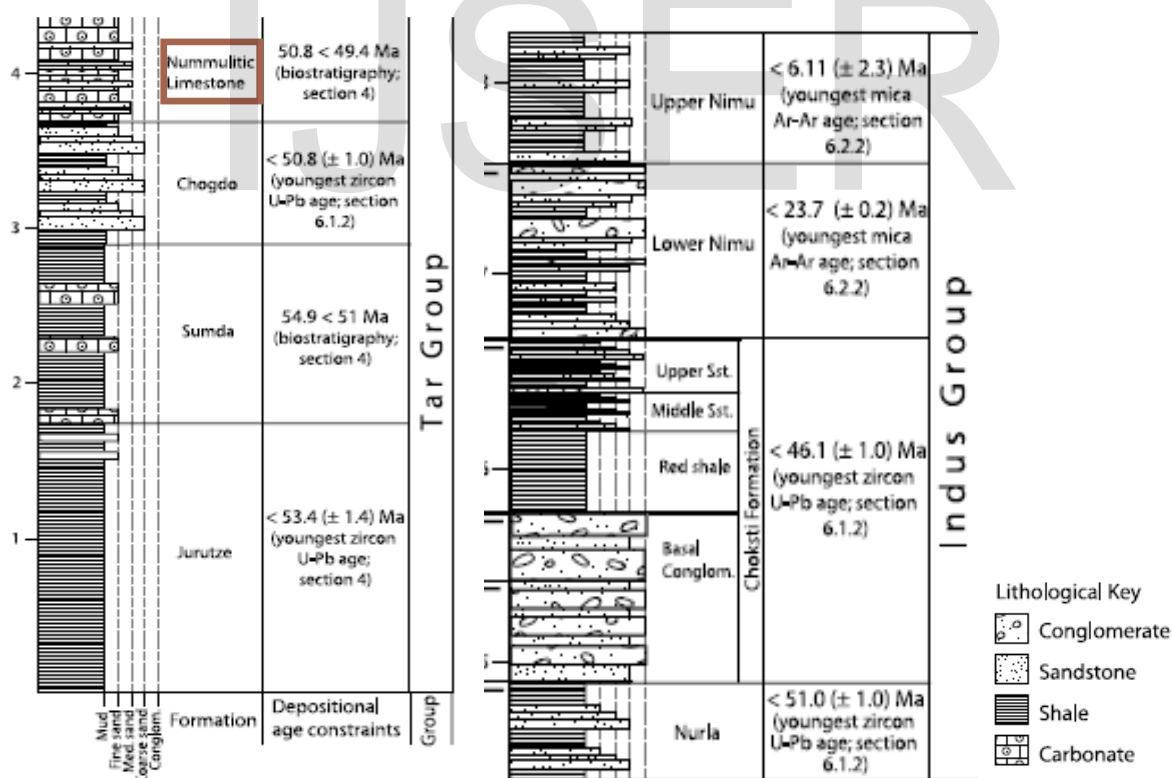 IJSER
4
Nummulitic
Limestone
50.8 < 49.4 Ma
(biostratigraphy;
section 4)
Chogdo
< 50.8 (± 1.0) Ma
(youngest zircon
U-Pb age; section
6.1.2)
3
Sumda
54.9 < 51 Ma
(biostratigraphy;
section 4)
2
Jurutze
< 53.4 (± 1.4) Ma
(youngest zircon
U-Pb age;
section 4)
1
Tar Group
Mud
Fine sand
Med. sand
oarse sand
Conglom.
Formation
Depositional
age constraints
Group
Upper Nimu
< 6.11 (± 2.3) Ma
(youngest mica
Ar-Ar age; section
6.2.2)
Lower Nimu
< 23.7 (± 0.2) Ma
(youngest mica
Ar-Ar age; section
6.2.2)
7
Upper Sst.
Middle Sst.
Red shale
Basal
Conglom.
Choksti Formation
< 46.1 (± 1.0) Ma
(youngest zircon
U-Pb age; section
6.1.2)
Nurla
< 51.0 (± 1.0) Ma
(youngest zircon
U-Pb age; section
6.1.2)
Indus Group
Lithological Key
Conglomerate
Sandstone
Shale
Carbonate